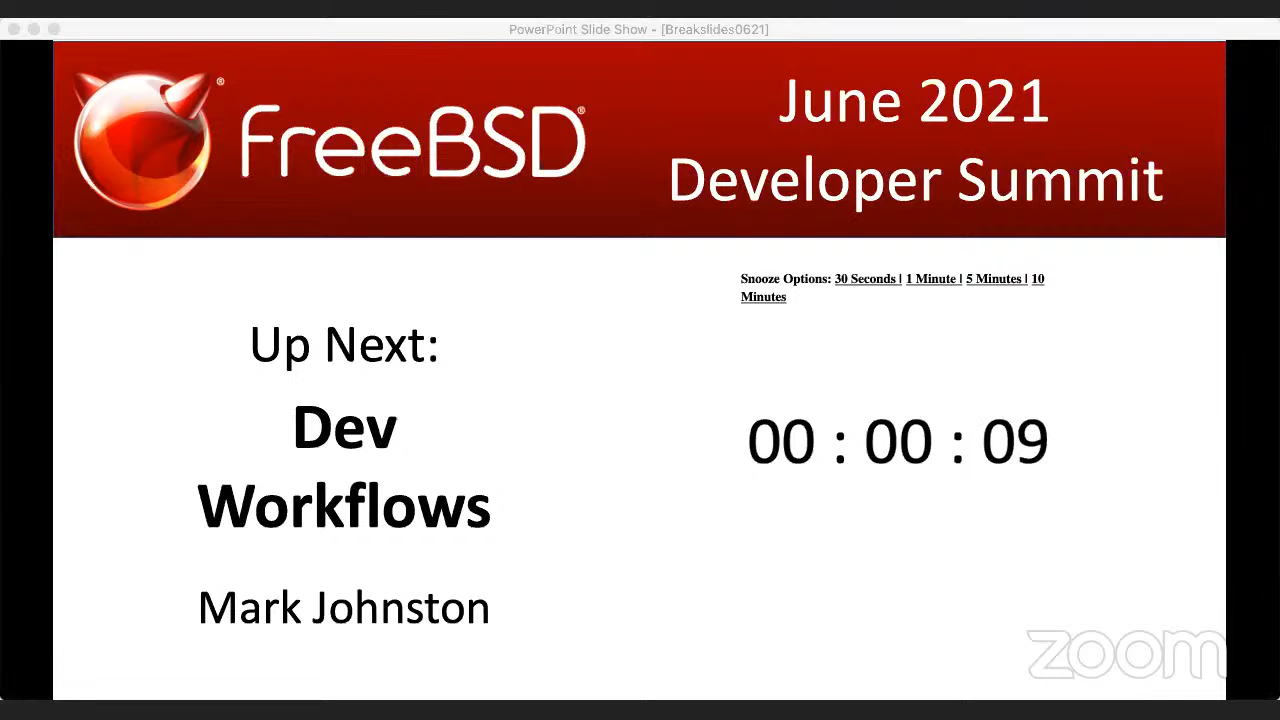 PowerPoint Slide Show - [Breakslides0621]
FreeBSD®
®
June 2021
Developer Summit
Snooze Options: 30 Seconds | 1 Minute | 5 Minutes | 10
Minutes
Up Next:
Dev
Workflows
Mark Johnston
00 : 00 : 09
zoom